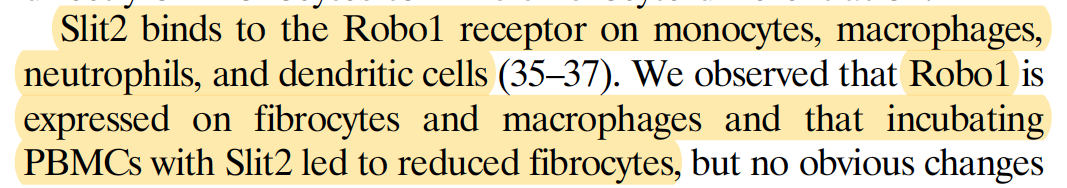 Slit2 binds to the Robo1 receptor on monocytes, macrophages,
neutrophils, and dendritic cells (35–37). We observed that Robo1 is
expressed on fibrocytes and macrophages and that incubating
PBMCs with Slit2 led to reduced fibrocytes, but no obvious changes